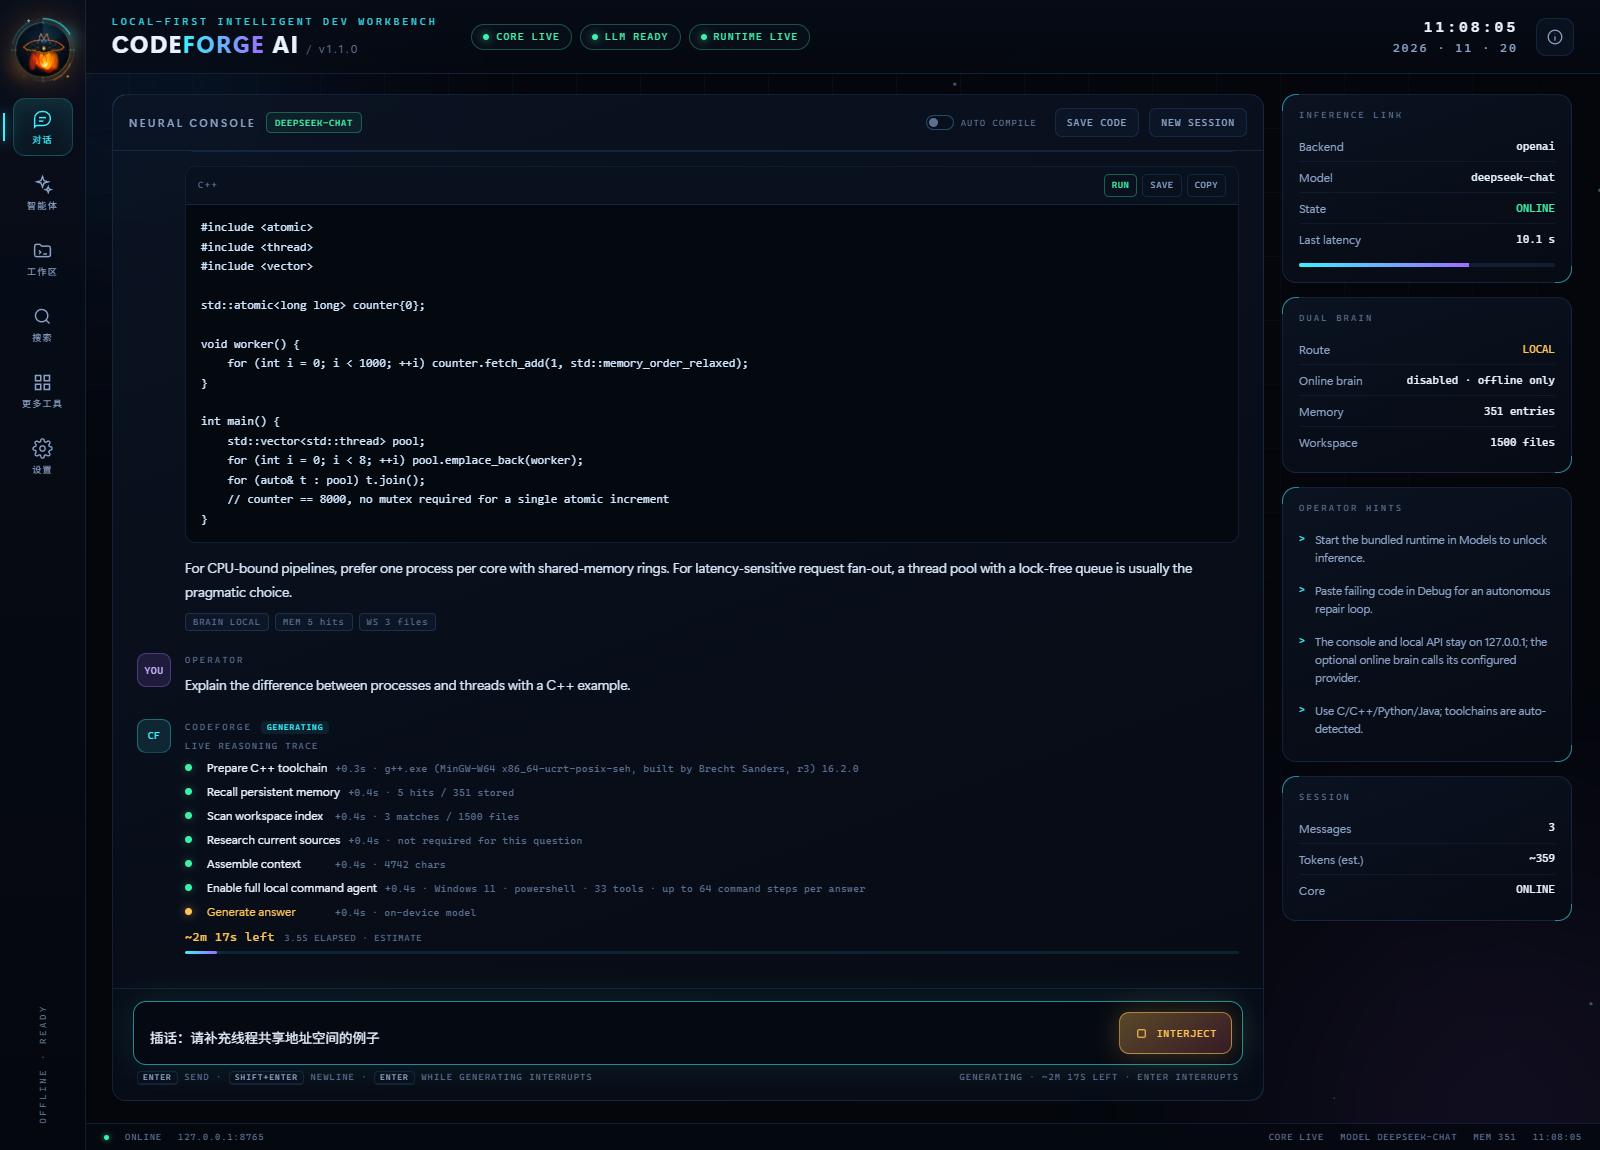 LOCAL-FIRST INTELLIGENT DEV WORKBENCH
CODEFORGE AI / v1.1.0
CORE LIVE
LLM READY
RUNTIME LIVE
11:08:05
2026 · 11 · 20
对话
智能体
工作区
搜索
更多工具
设置
OFFLINE · READY
NEURAL CONSOLE DEEPSEEK-CHAT
AUTO COMPILE
SAVE CODE
NEW SESSION
C++
RUN
SAVE
COPY
#include <atomic>
#include <thread>
#include <vector>
std::atomic<long long> counter{0};
void worker() {
for (int i = 0; i < 1000; ++i) counter.fetch_add(1, std::memory_order_relaxed);
}
int main() {
std::vector<std::thread> pool;
for (int i = 0; i < 8; ++i) pool.emplace_back(worker);
for (auto& t : pool) t.join();
// counter == 8000, no mutex required for a single atomic increment
}
For CPU-bound pipelines, prefer one process per core with shared-memory rings. For latency-sensitive request fan-out, a thread pool with a lock-free queue is usually the
pragmatic choice.
BRAIN LOCAL
MEM 5 hits
WS 3 files
YOU
OPERATOR
Explain the difference between processes and threads with a C++ example.
CF
CODEFORGE GENERATING
LIVE REASONING TRACE
Prepare C++ toolchain +0.3s · g++.exe (MinGW-W64 x86_64-ucrt-posix-seh, built by Brecht Sanders, r3) 16.2.0
Recall persistent memory +0.4s · 5 hits / 351 stored
Scan workspace index +0.4s · 3 matches / 1500 files
Research current sources +0.4s · not required for this question
Assemble context +0.4s · 4742 chars
Enable full local command agent +0.4s · Windows 11 · powershell · 33 tools · up to 64 command steps per answer
Generate answer +0.4s · on-device model
~2m 17s left 3.5S ELAPSED · ESTIMATE
插话：请补充线程共享地址空间的例子
INTERJECT
ENTER SEND · SHIFT+ENTER NEWLINE · ENTER WHILE GENERATING INTERRUPTS
GENERATING · ~2M 17S LEFT · ENTER INTERRUPTS
INFERENCE LINK
Backend openai
Model deepseek-chat
State ONLINE
Last latency 10.1 s
DUAL BRAIN
Route LOCAL
Online brain disabled · offline only
Memory 351 entries
Workspace 1500 files
OPERATOR HINTS
> Start the bundled runtime in Models to unlock
inference.
> Paste failing code in Debug for an autonomous
repair loop.
> The console and local API stay on 127.0.0.1; the
optional online brain calls its configured
provider.
> Use C/C++/Python/Java; toolchains are auto-
detected.
SESSION
Messages 3
Tokens (est.) ~359
Core ONLINE
ONLINE 127.0.0.1:8765
CORE LIVE MODEL DEEPSEEK-CHAT MEM 351 11:08:05